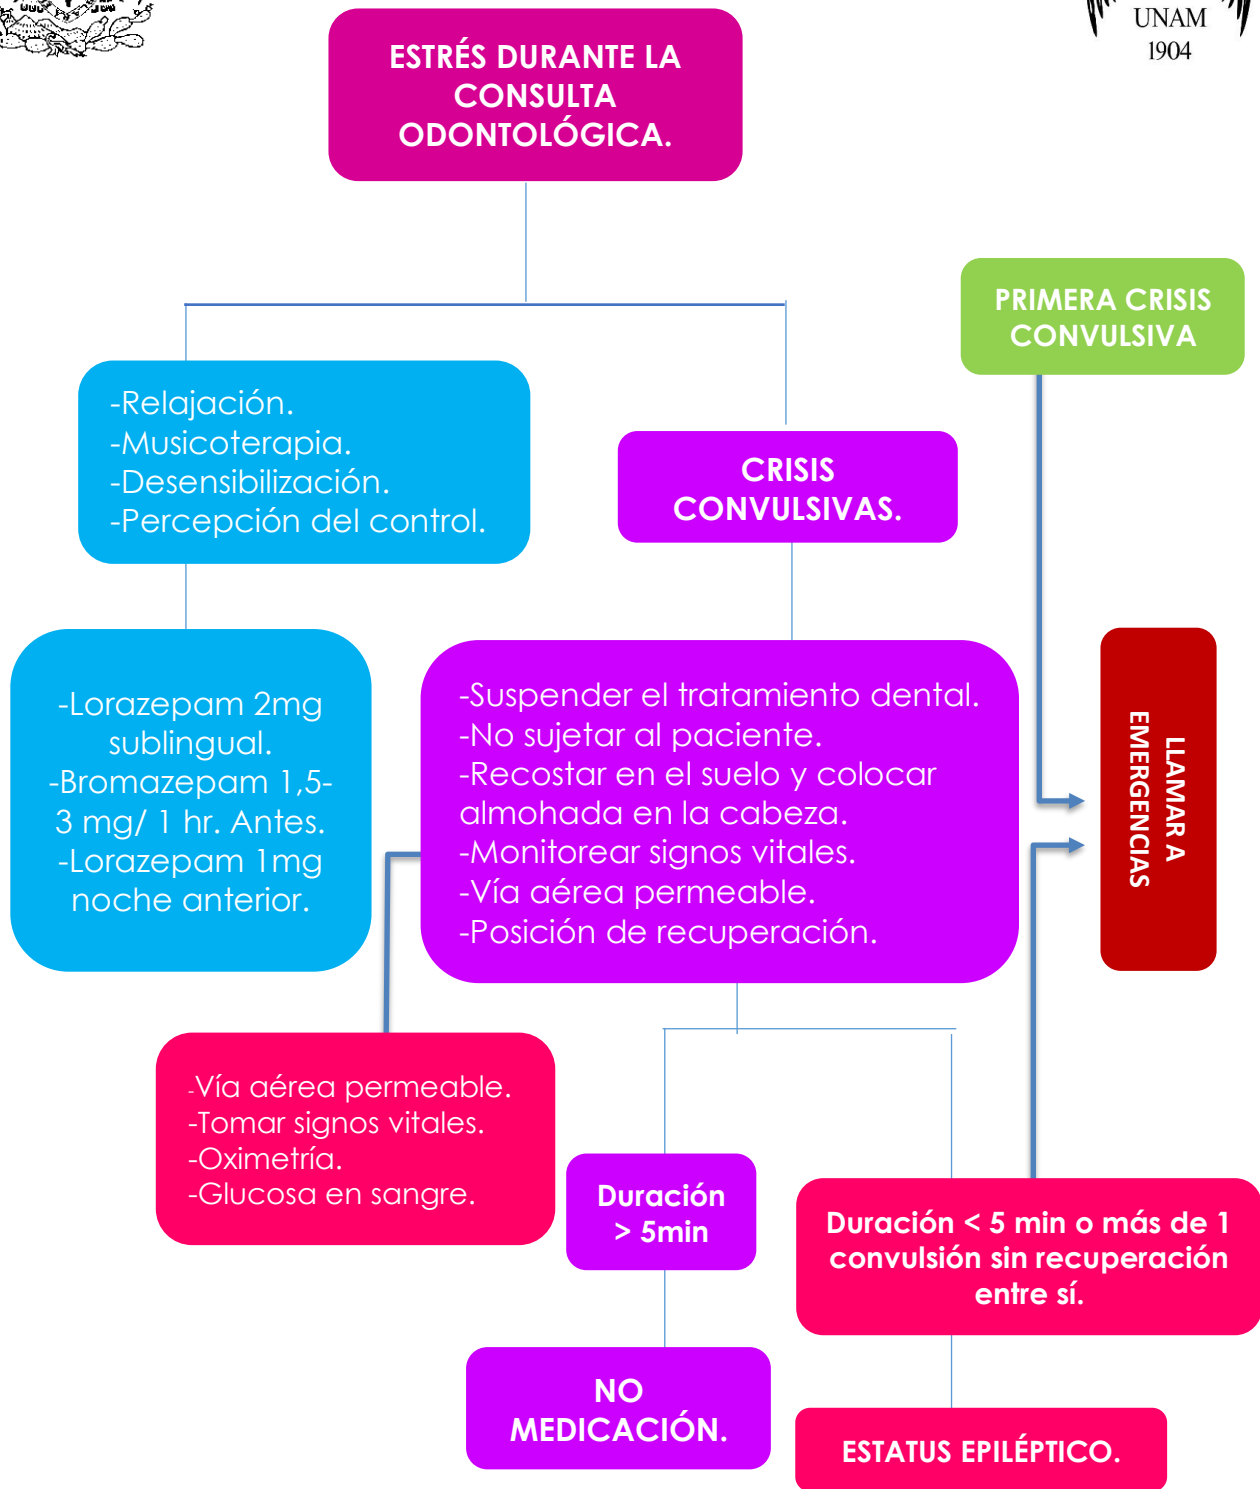 UNAM
1904
ESTRÉS DURANTE LA
CONSULTA
ODONTOLÓGICA.
PRIMERA CRISIS
CONVULSIVA
-Relajación.
-Musicoterapia.
-Desensibilización.
-Percepción del control.
CRISIS
CONVULSIVAS.
-Lorazepam 2mg
sublingual.
-Bromazepam 1,5-
3 mg/ 1 hr. Antes.
-Lorazepam 1mg
noche anterior.
-Suspender el tratamiento dental.
-No sujetar al paciente.
-Recostar en el suelo y colocar
almohada en la cabeza.
-Monitorear signos vitales.
-Vía aérea permeable.
-Posición de recuperación.
LLAMAR A
EMERGENCIAS
-Vía aérea permeable.
-Tomar signos vitales.
-Oximetría.
-Glucosa en sangre.
Duración
> 5min
Duración < 5 min o más de 1
convulsión sin recuperación
entre sí.
NO
MEDICACIÓN.
ESTATUS EPILÉPTICO.